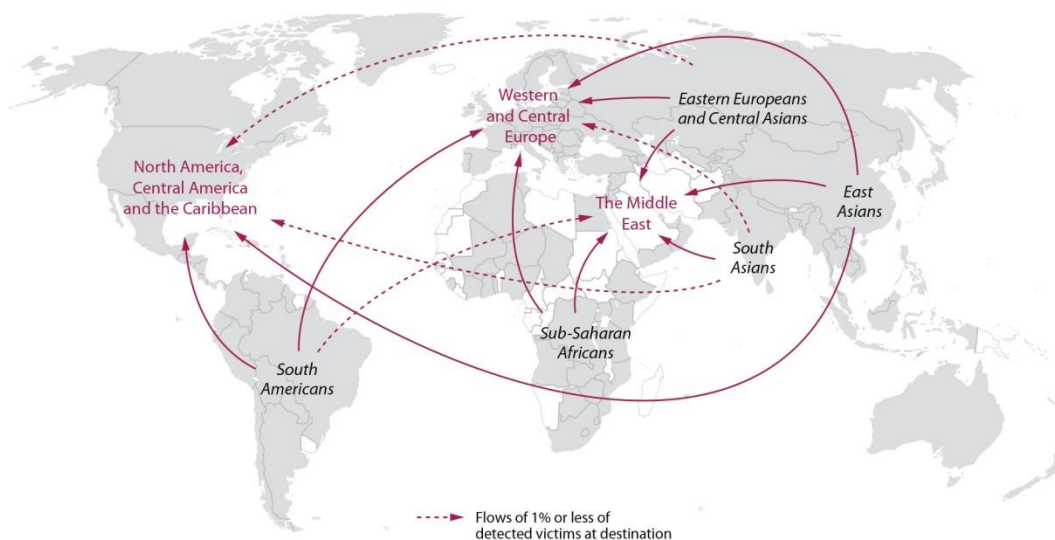 Western
and Central
Europe
Eastern Europeans
and Central Asians
North America,
Central America
and the Caribbean
The Middle
East
East
Asians
South
Asians
Sub-Saharan
Africans
South
Americans
Flows of 1% or less of
detected victims at destination